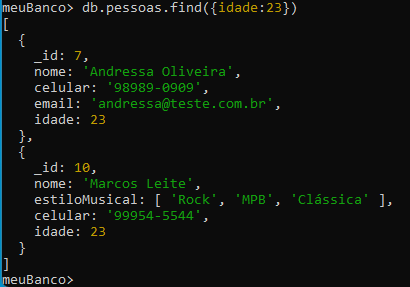 meuBanco> db.pessoas.find({idade:23})
[
  {
    _id: 7,
    nome: 'Andressa Oliveira',
    celular: '98989-0909',
    email: 'andressa@teste.com.br',
    idade: 23
  },
  {
    _id: 10,
    nome: 'Marcos Leite',
    estiloMusical: [ 'Rock', 'MPB', 'Clássica' ],
    celular: '99954-5544',
    idade: 23
  }
]
meuBanco>